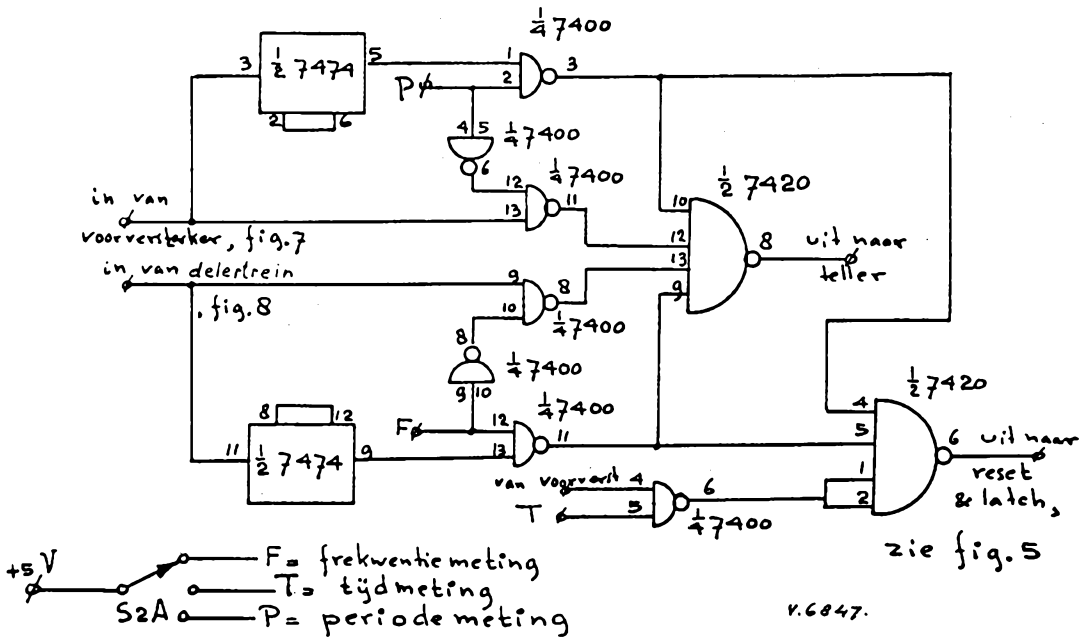 1/4 7400
3
1/2 7474
5
1
2
3
P
2
6
4 5
1/4 7400
6
1/4 7400
12
13
11
1/2 7420
in van
voorversterker, fig. 7
10
12
13
9
8
uit naar
teller
in van delertrein
, fig. 8
9
10
8
1/4 7400
8
1/4 7400
9 10
1/4 7400
1/2 7420
8
12
F
12
13
11
11
1/2 7474
9
4
5
1
2
6
uit naar
reset
& latch,
zie fig. 5
van voorverst
4
T
5
6
1/4 7400
+5 V
S2A
F = frekwentiemeting
T = tijdmeting
P = periodemeting
V.6847.